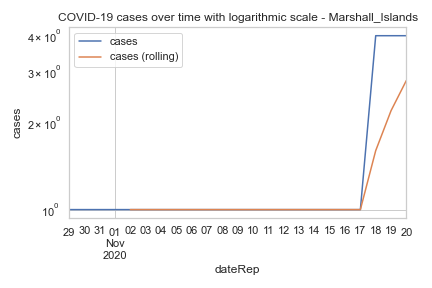 COVID-19 cases over time with logarithmic scale - Marshall_Islands
cases
cases (rolling)
4 × 10⁰
3 × 10⁰
2 × 10⁰
10⁰
cases
29 30 31 01 02 03 04 05 06 07 08 09 10 11 12 13 14 15 16 17 18 19 20
Nov
2020
dateRep